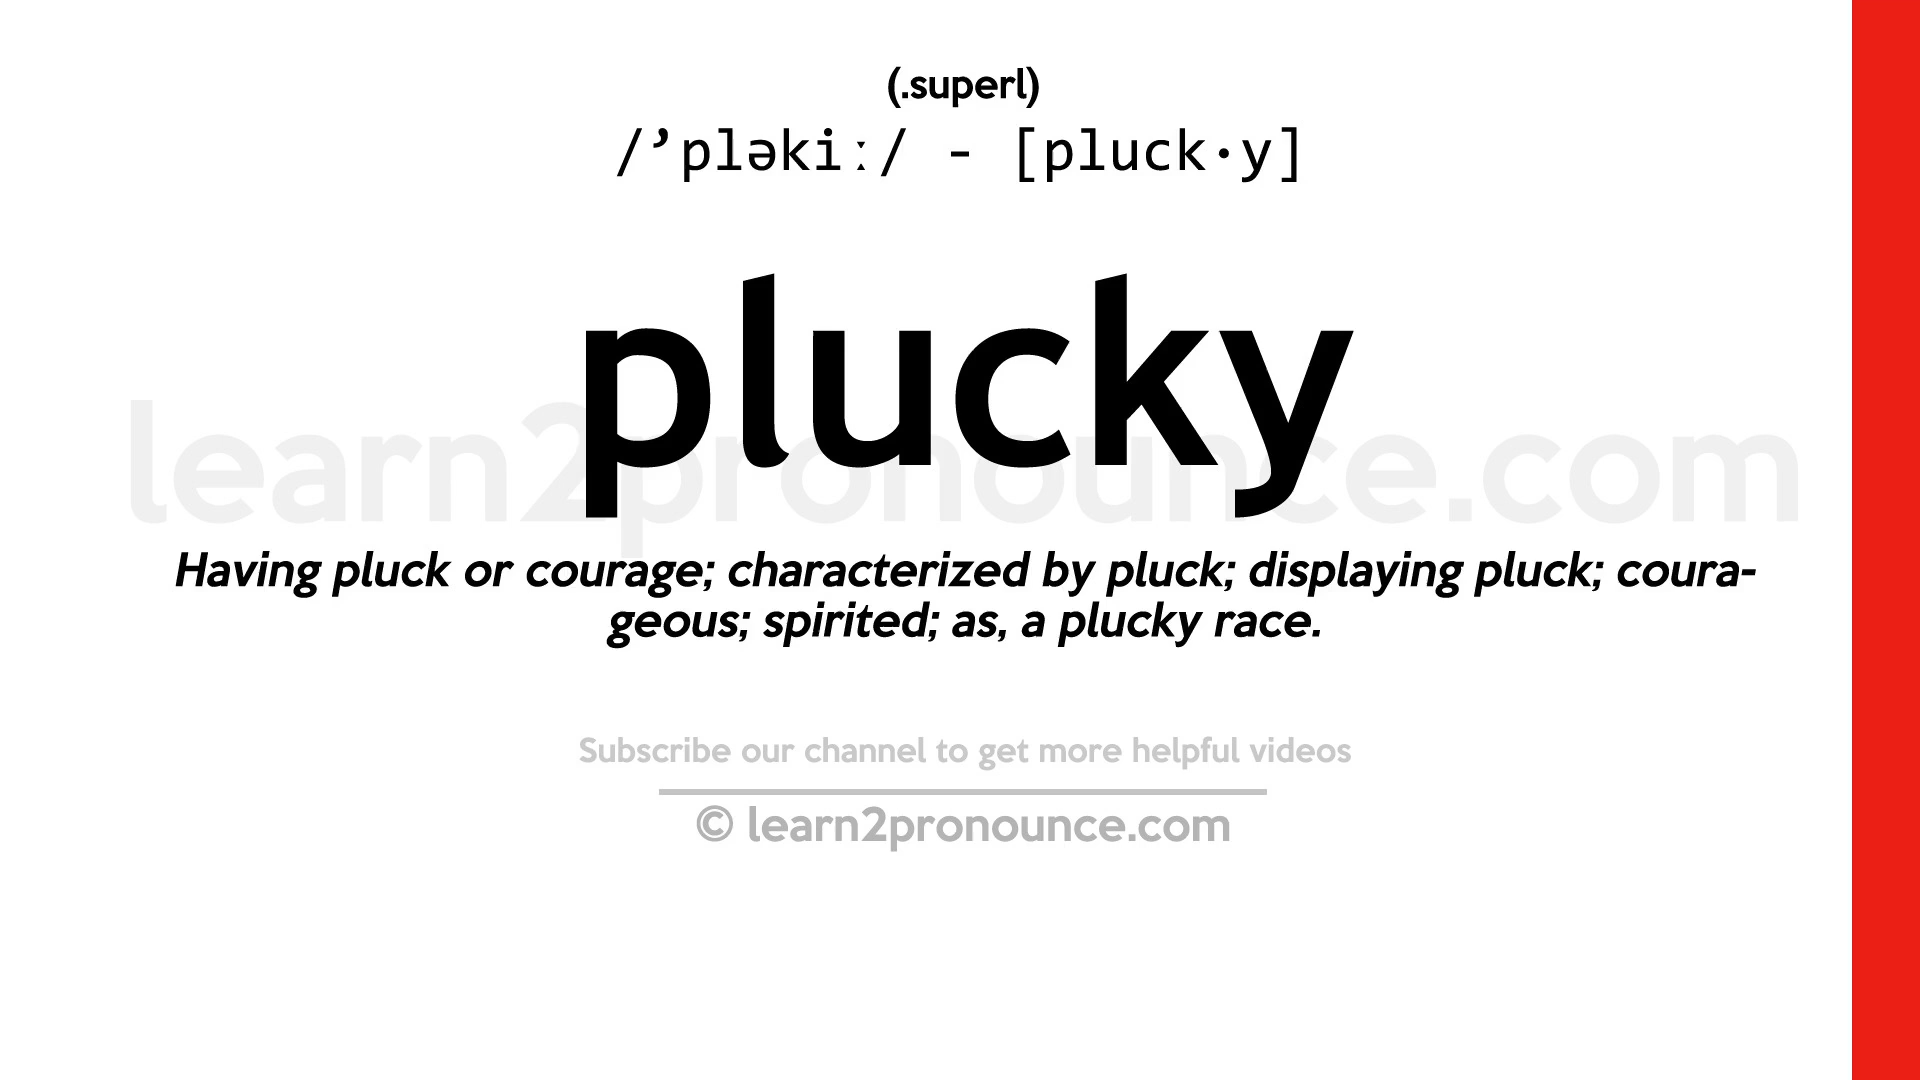 (.superl)
/’pləkiː/ - [pluck·y]
plucky
learn2pronounce.com
Having pluck or courage; characterized by pluck; displaying pluck; coura-
geous; spirited; as, a plucky race.
Subscribe our channel to get more helpful videos
© learn2pronounce.com